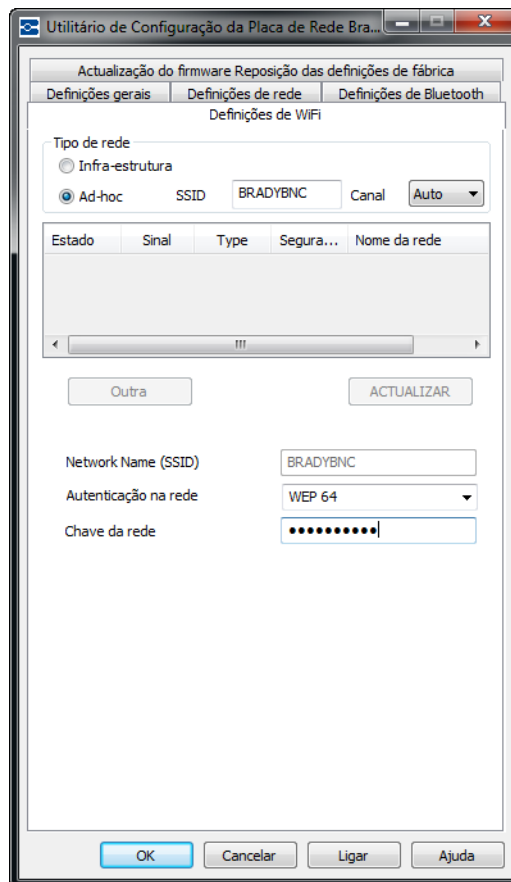 Utilitário de Configuração da Placa de Rede Bra...
Actualização do firmware Reposição das definições de fábrica
Definições gerais Definições de rede Definições de Bluetooth
Definições de WiFi
Tipo de rede
Infra-estrutura
Ad-hoc SSID BRADYBNC Canal Auto
Estado Sinal Type Segura... Nome da rede
Outra ACTUALIZAR
Network Name (SSID) BRADYBNC
Autenticação na rede WEP 64
Chave da rede ••••••••••
OK Cancelar Ligar Ajuda